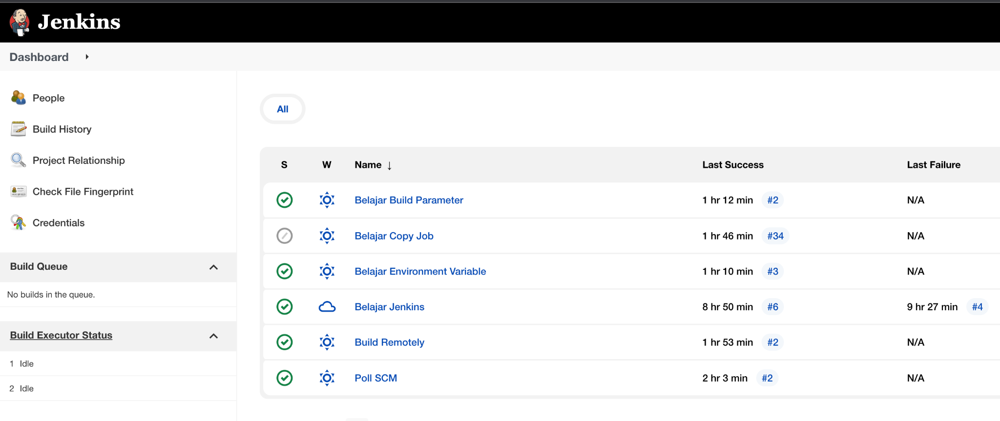 Jenkins
Dashboard
People
Build History
Project Relationship
Check File Fingerprint
Credentials
Build Queue
No builds in the queue.
Build Executor Status
1 Idle
2 Idle
All
S W Name ↓ Last Success Last Failure
Belajar Build Parameter 1 hr 12 min #2 N/A
Belajar Copy Job 1 hr 46 min #34 N/A
Belajar Environment Variable 1 hr 10 min #3 N/A
Belajar Jenkins 8 hr 50 min #6 9 hr 27 min #4
Build Remotely 1 hr 53 min #2 N/A
Poll SCM 2 hr 3 min #2 N/A